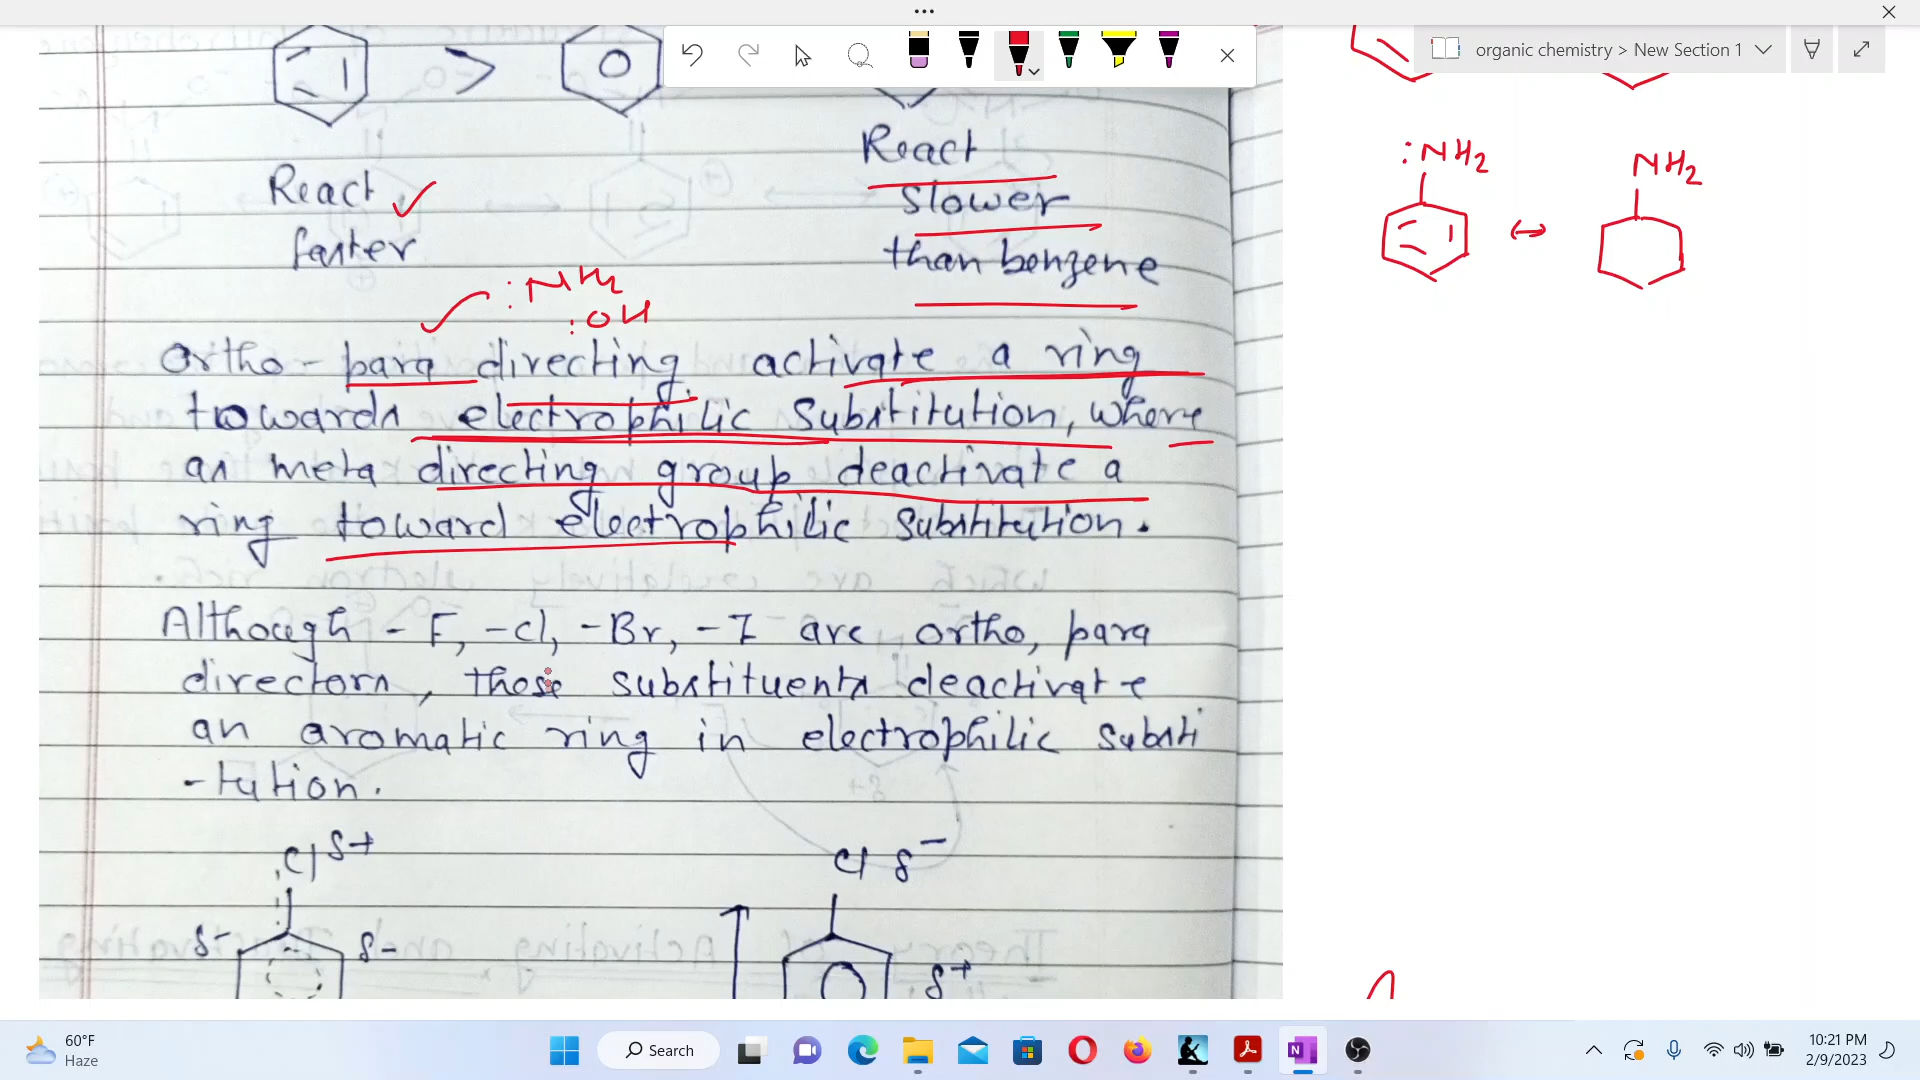 organic chemistry > New Section 1
React
faster
React
Slower
than benzene
:NH2
:OH
Ortho - para directing activate a ring
towards electrophilic Substitution, where
as meta directing group deactivate a
ring toward electrophilic Substitution.
Although - F, -Cl, -Br, -I are ortho, para
directors, these substituents deactivate
an aromatic ring in electrophilic Substi
-tution.
Cl δ+
δ- δ-
Cl δ-
δ+
:NH2
NH2
60°F
Haze
Search
10:21 PM
2/9/2023